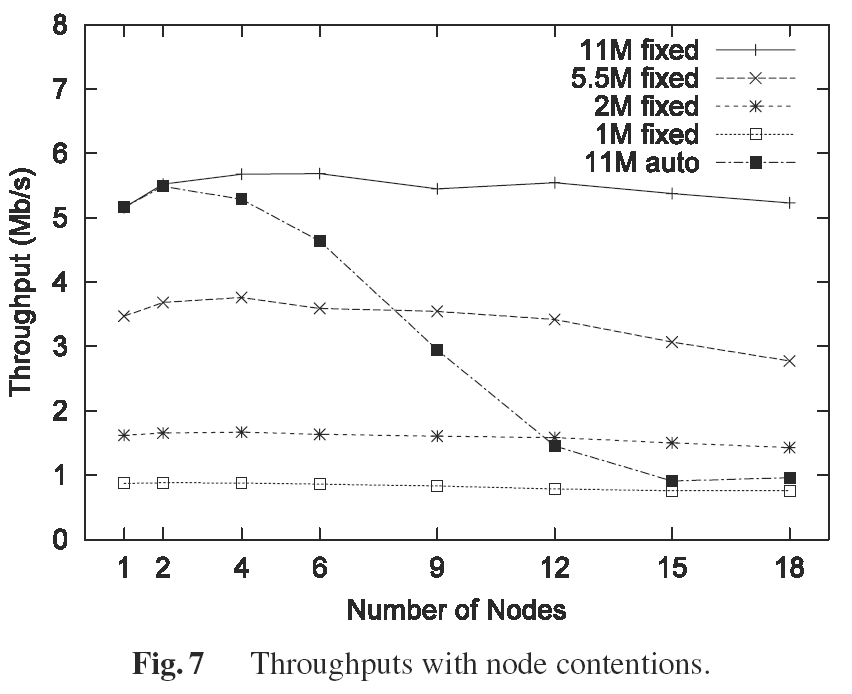 8
7
6
5
4
3
2
1
0
Throughput (Mb/s)
11M fixed
5.5M fixed
2M fixed
1M fixed
11M auto
1 2 4 6 9 12 15 18
Number of Nodes
Fig. 7 Throughputs with node contentions.